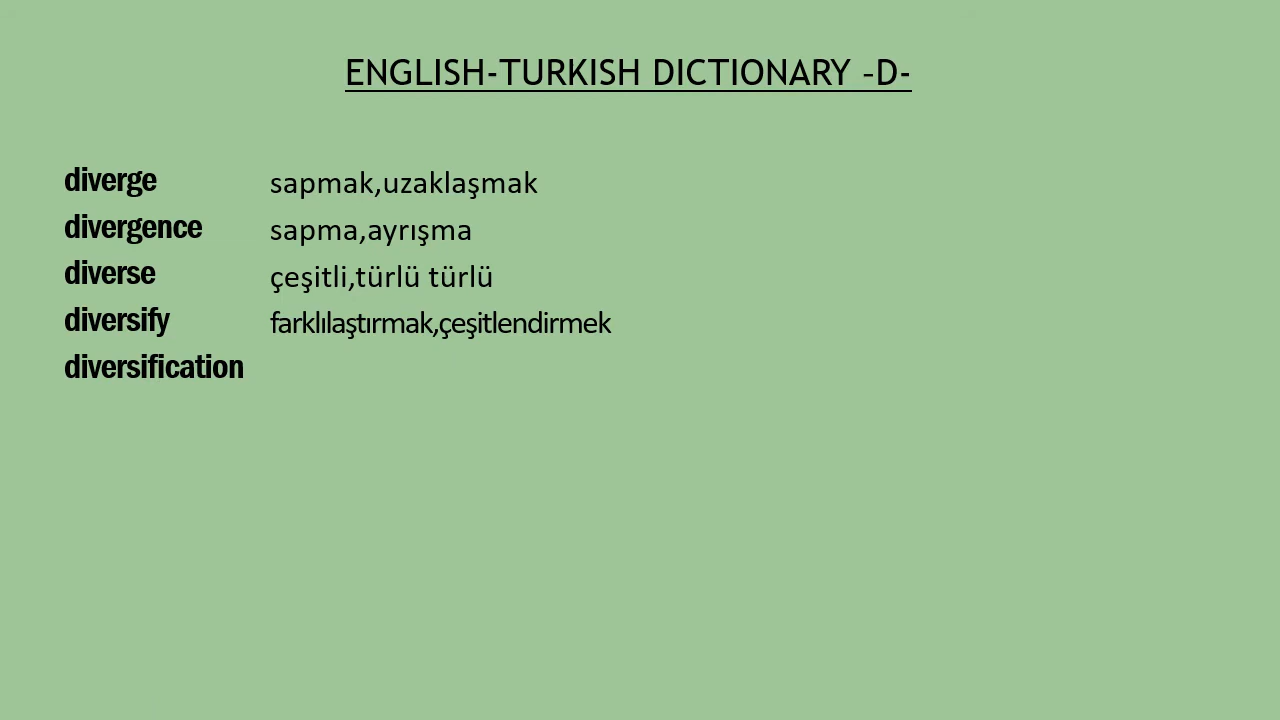 ENGLISH-TURKISH DICTIONARY –D-
diverge sapmak,uzaklaşmak
divergence sapma,ayrışma
diverse çeşitli,türlü türlü
diversify farklılaştırmak,çeşitlendirmek
diversification